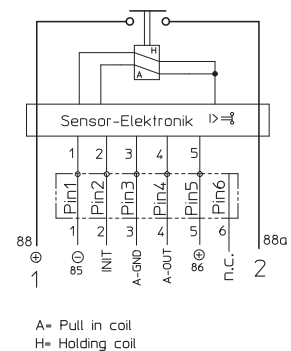 H
A
Sensor-Elektronik
1 2 3 4 5
Pin1 Pin2 Pin3 Pin4 Pin5 Pin6
1 2 3 4 5 6
88 88a
1 2
85 INIT A-GND A-OUT 86 n.c.
A= Pull in coil
H= Holding coil